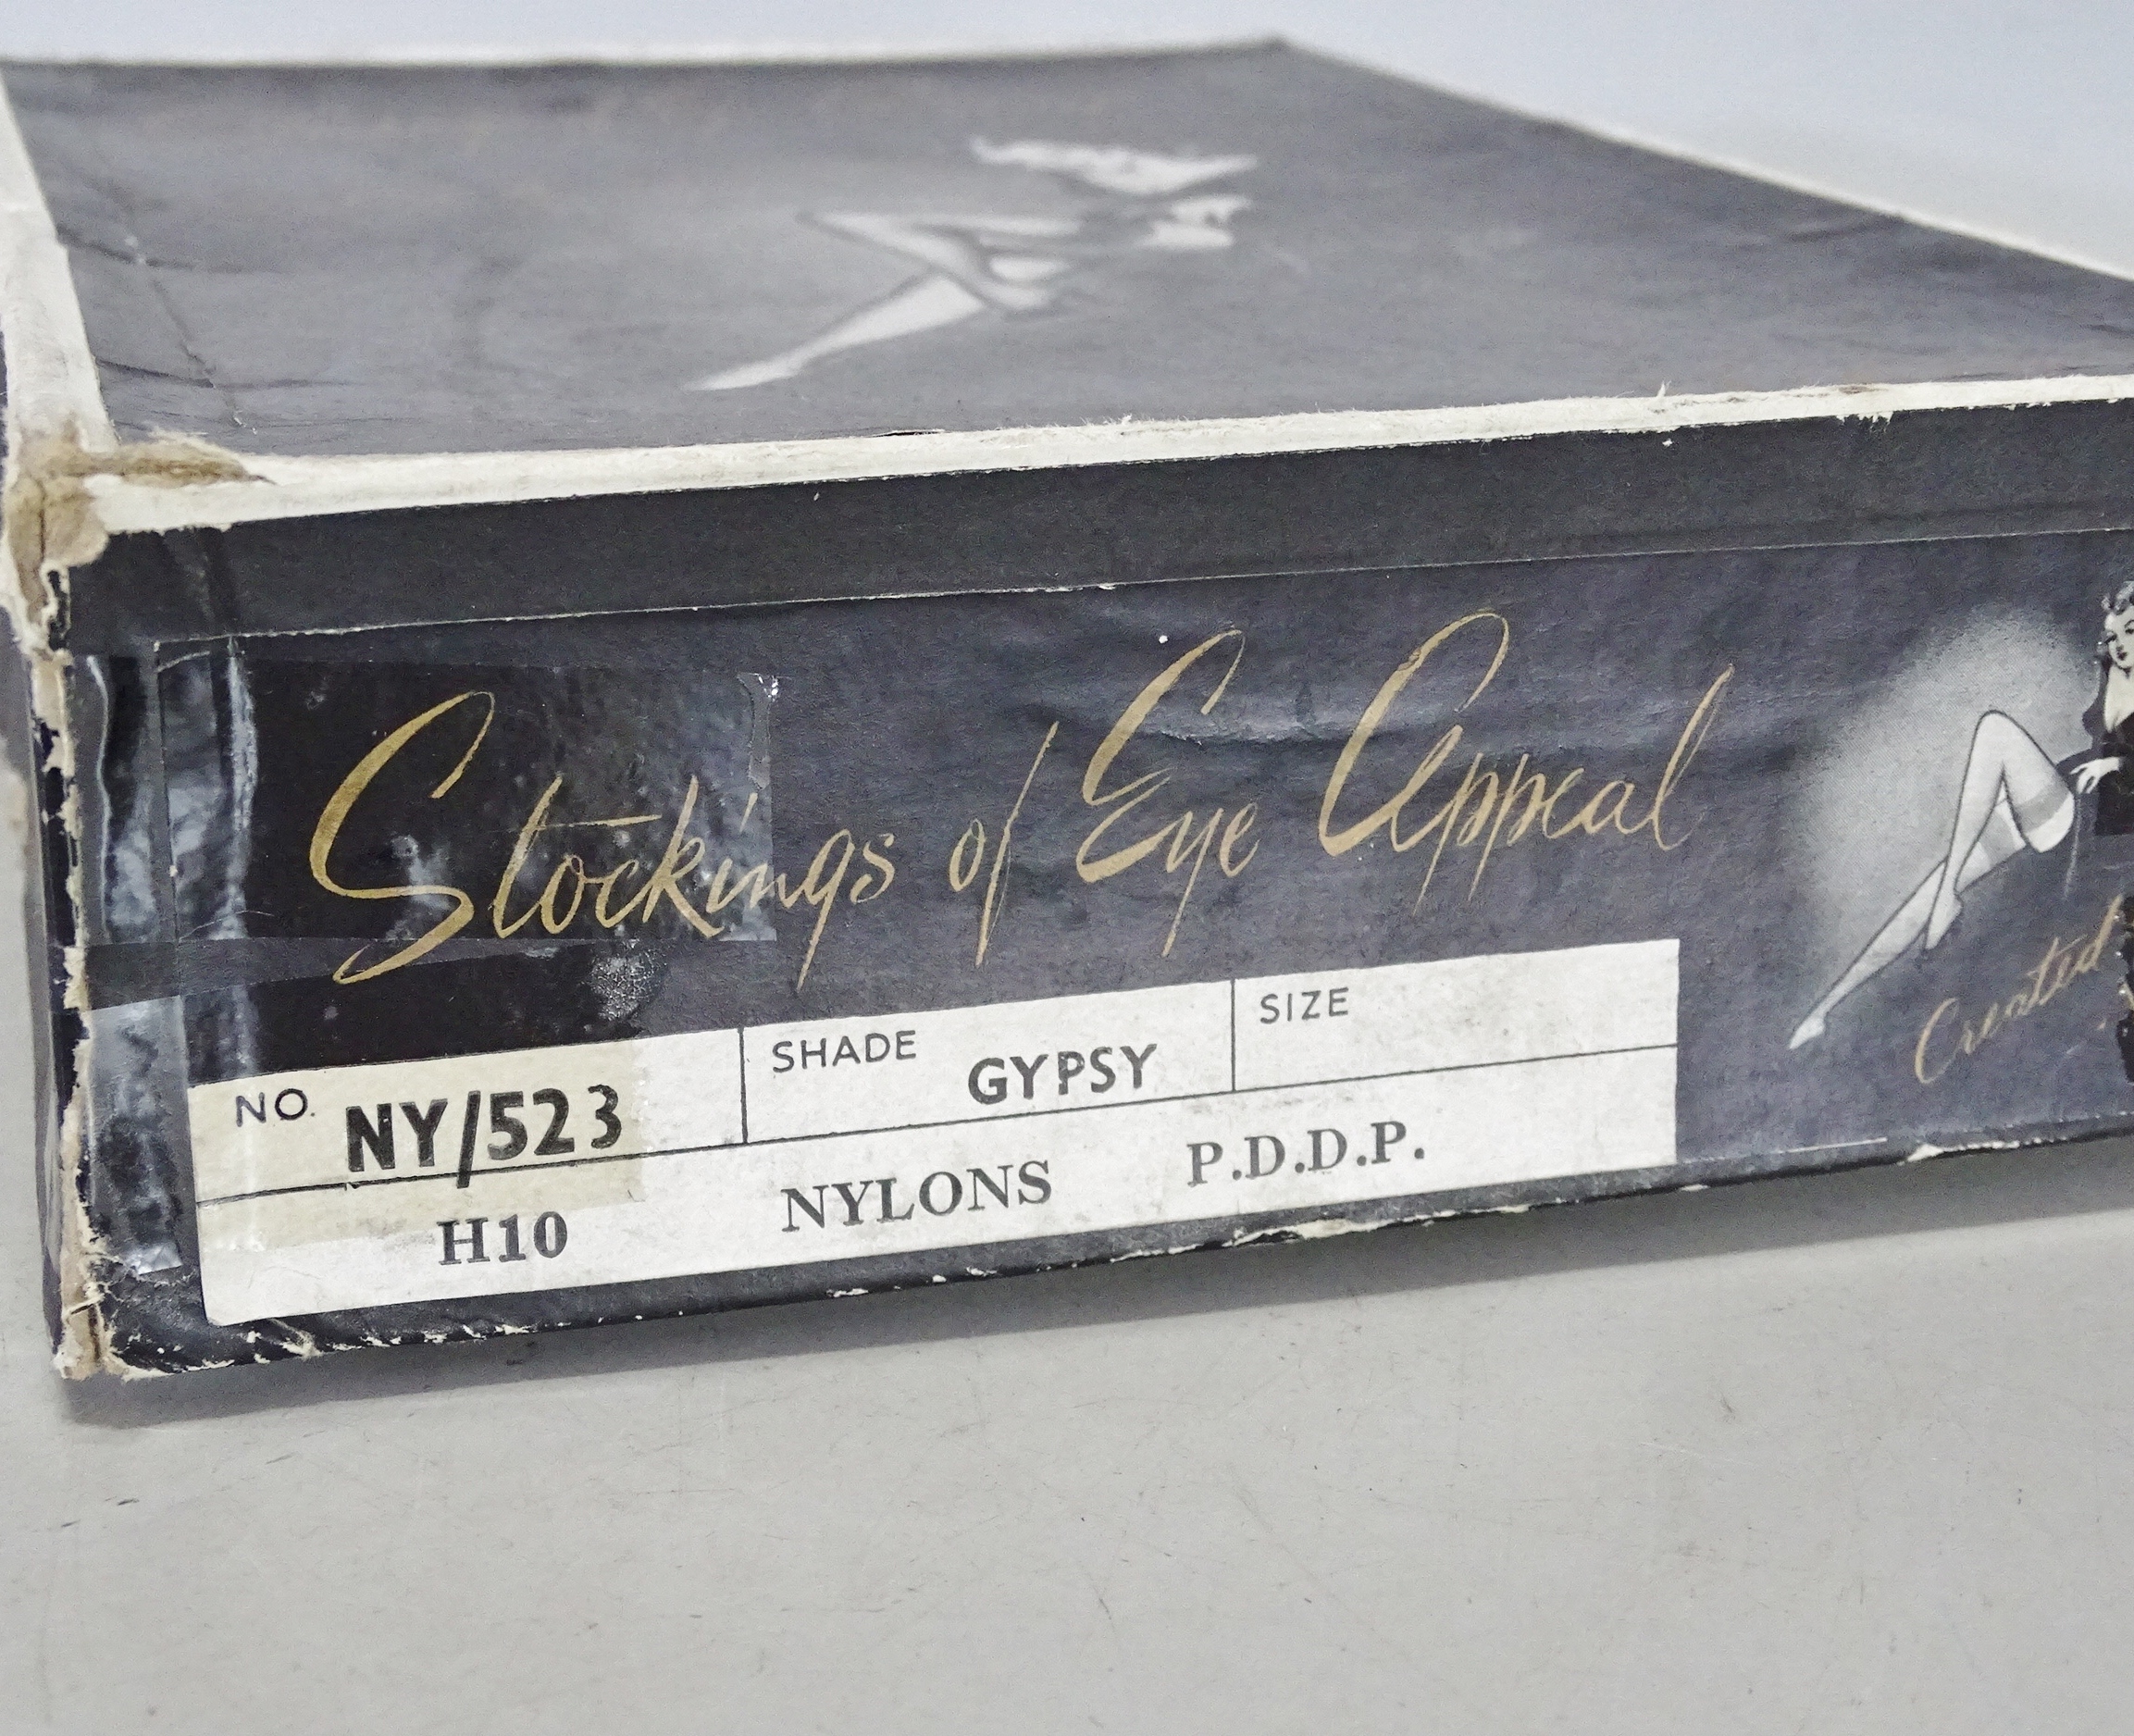 Stockings of Eye Appeal
Created
NO. NY/523 SHADE GYPSY SIZE
H10 NYLONS P.D.D.P.